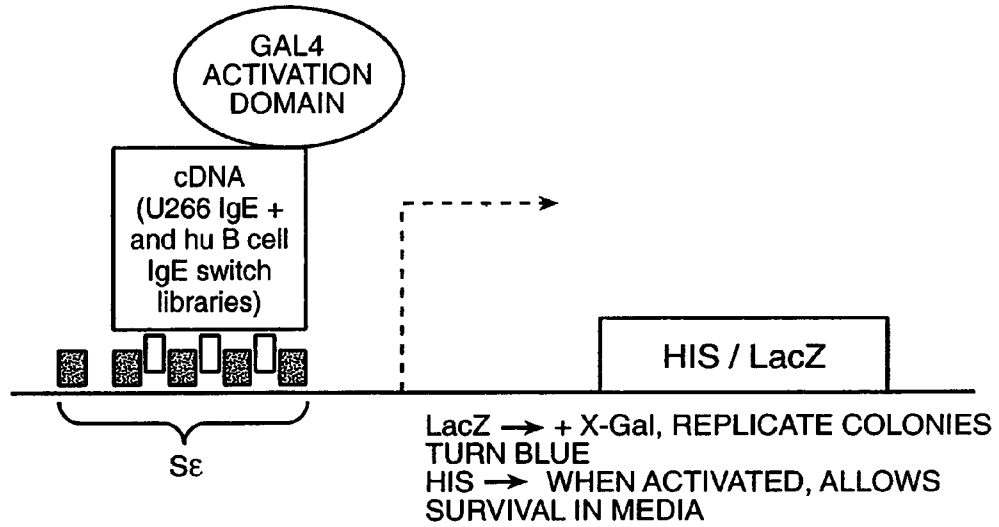 GAL4
ACTIVATION
DOMAIN
cDNA
(U266 IgE +
and hu B cell
IgE switch
libraries)
HIS / LacZ
Sε
LacZ → + X-Gal, REPLICATE COLONIES
TURN BLUE
HIS → WHEN ACTIVATED, ALLOWS
SURVIVAL IN MEDIA